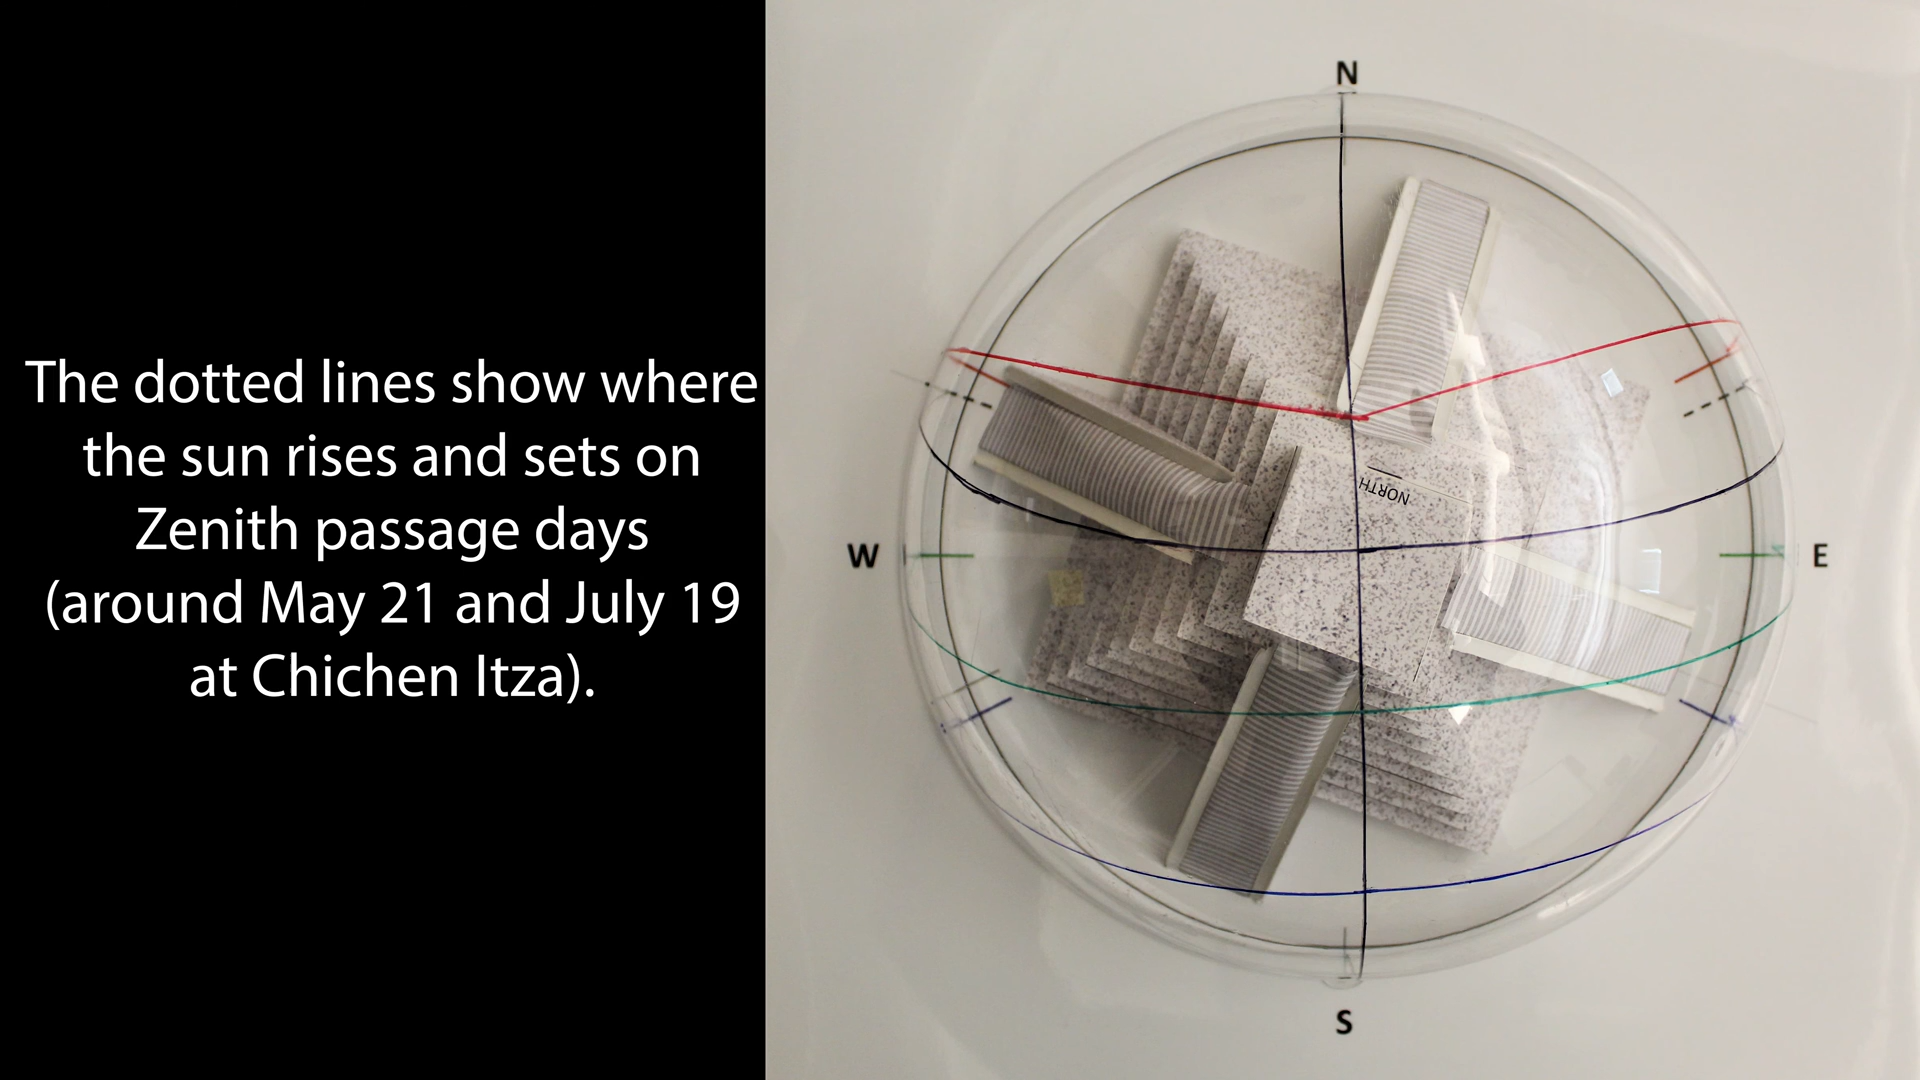 The dotted lines show where
the sun rises and sets on
Zenith passage days
(around May 21 and July 19
at Chichen Itza).
N
NORTH
W
E
S